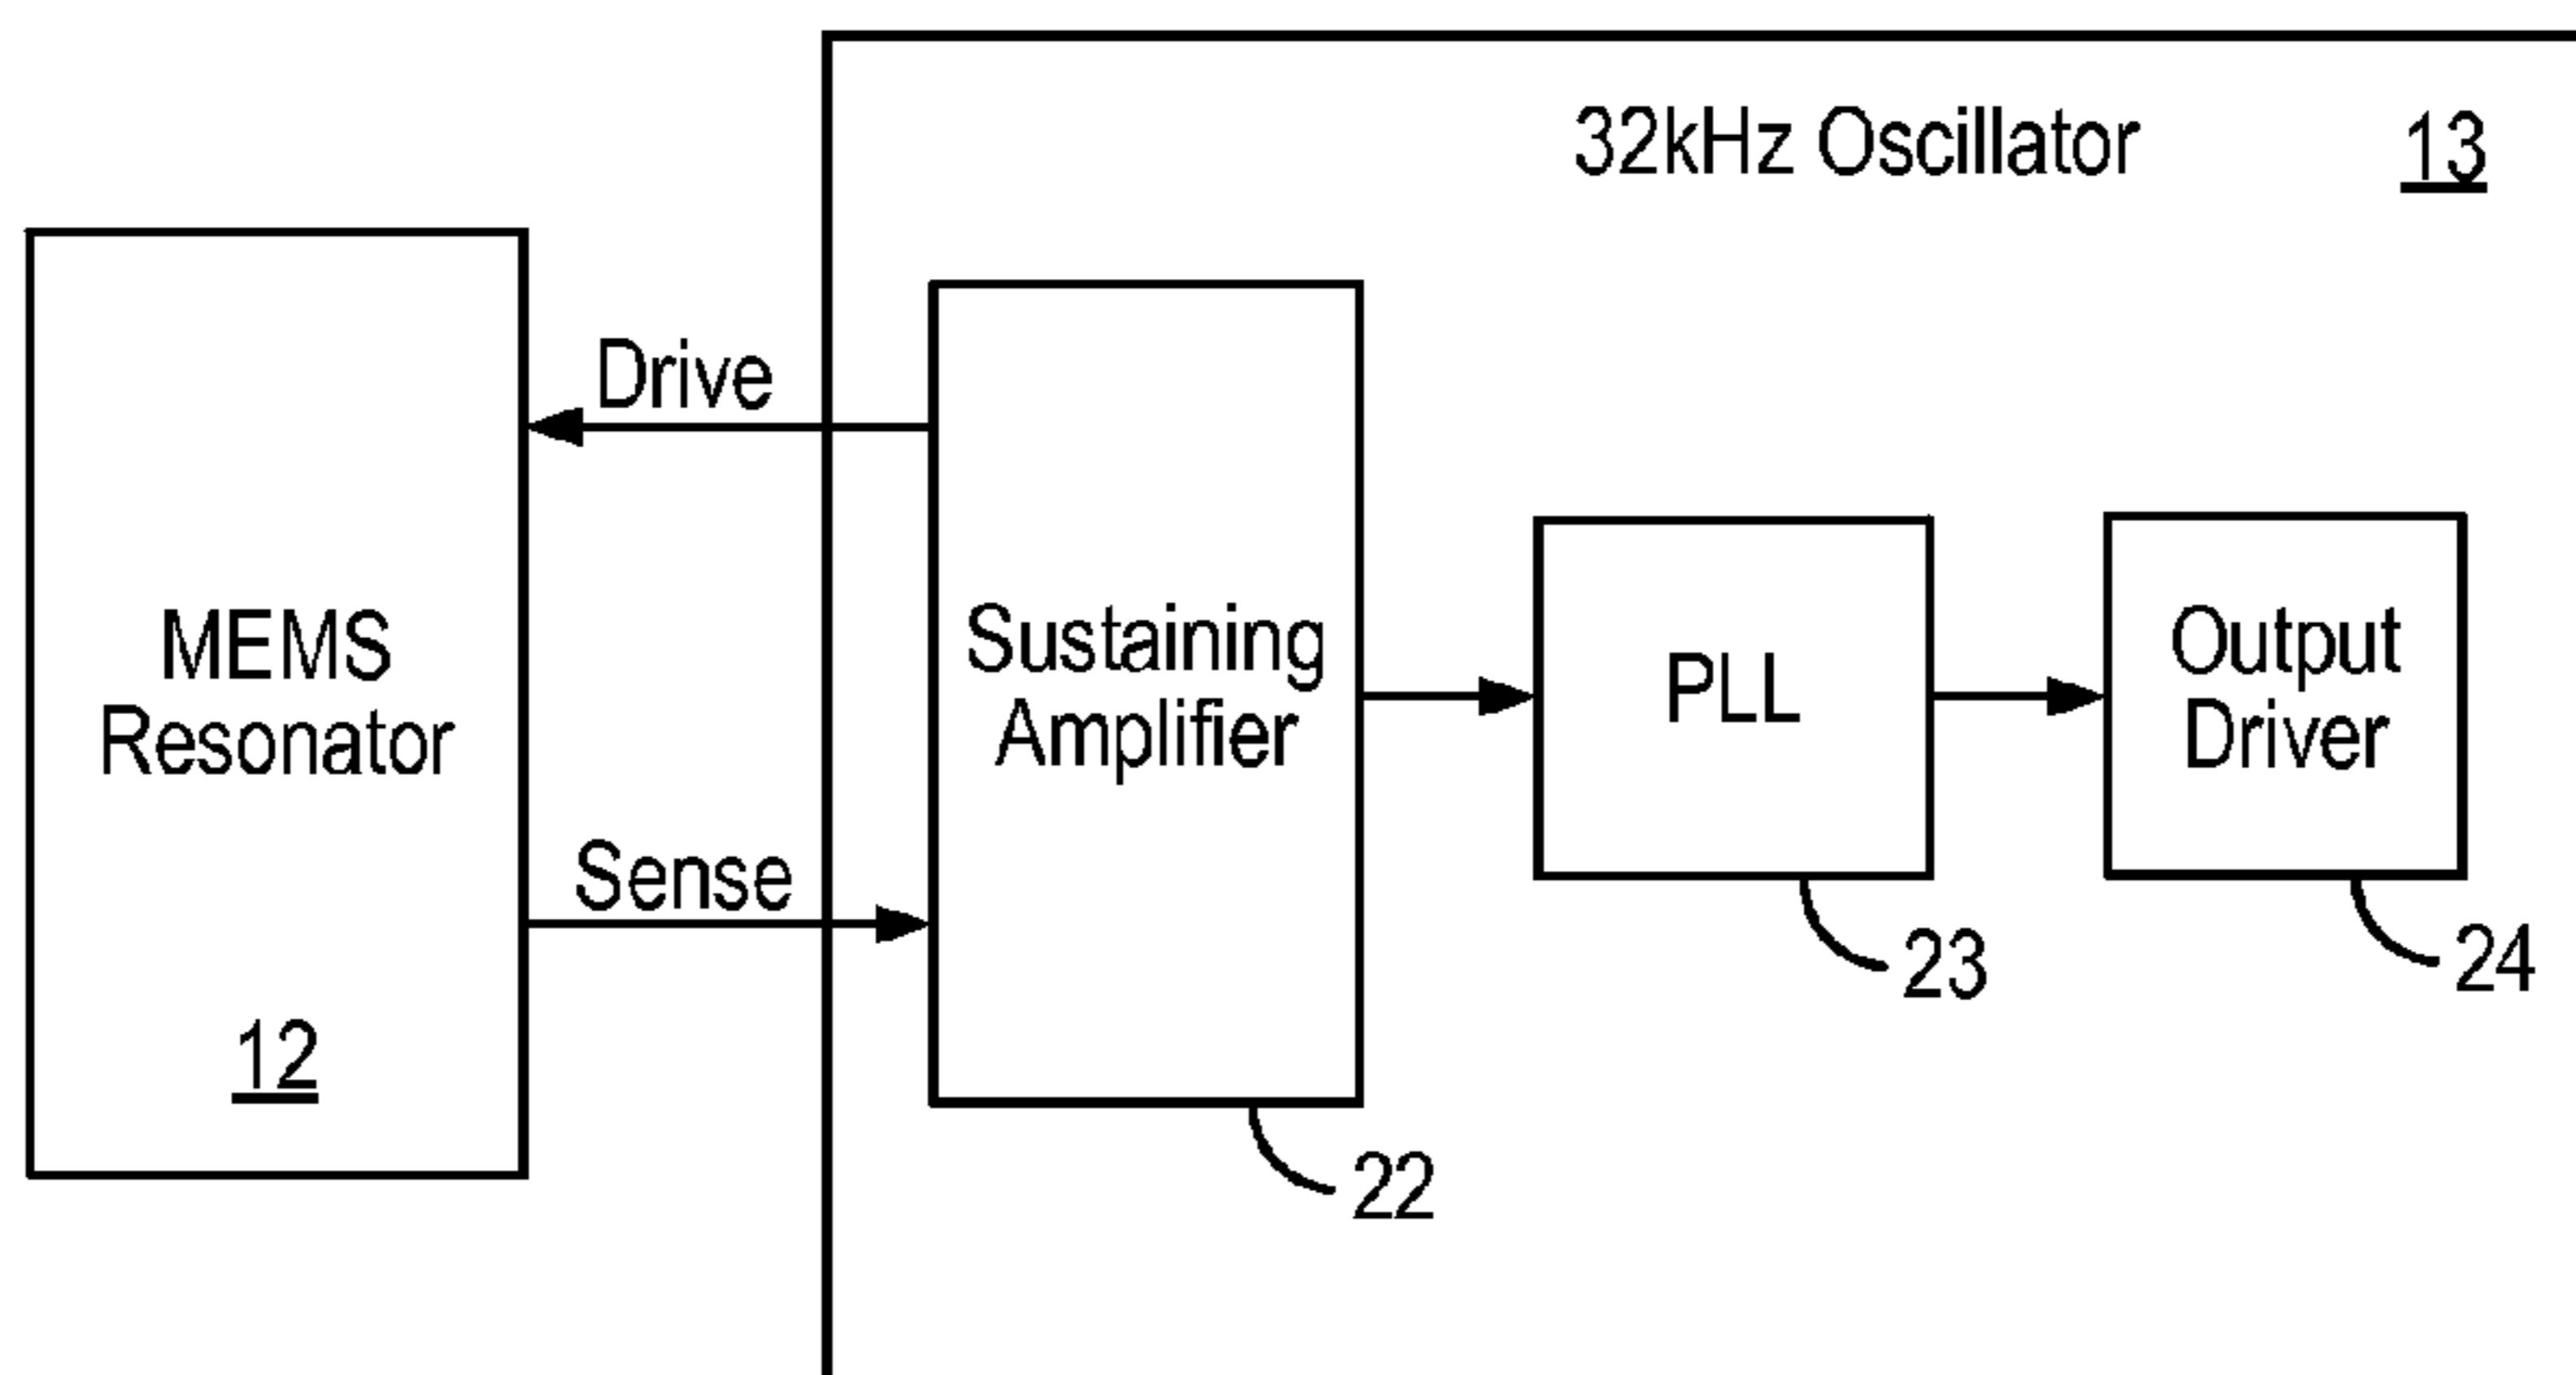 32kHz Oscillator 13
Drive
MEMS
Resonator
12
Sense
Sustaining
Amplifier
22
PLL
23
Output
Driver
24